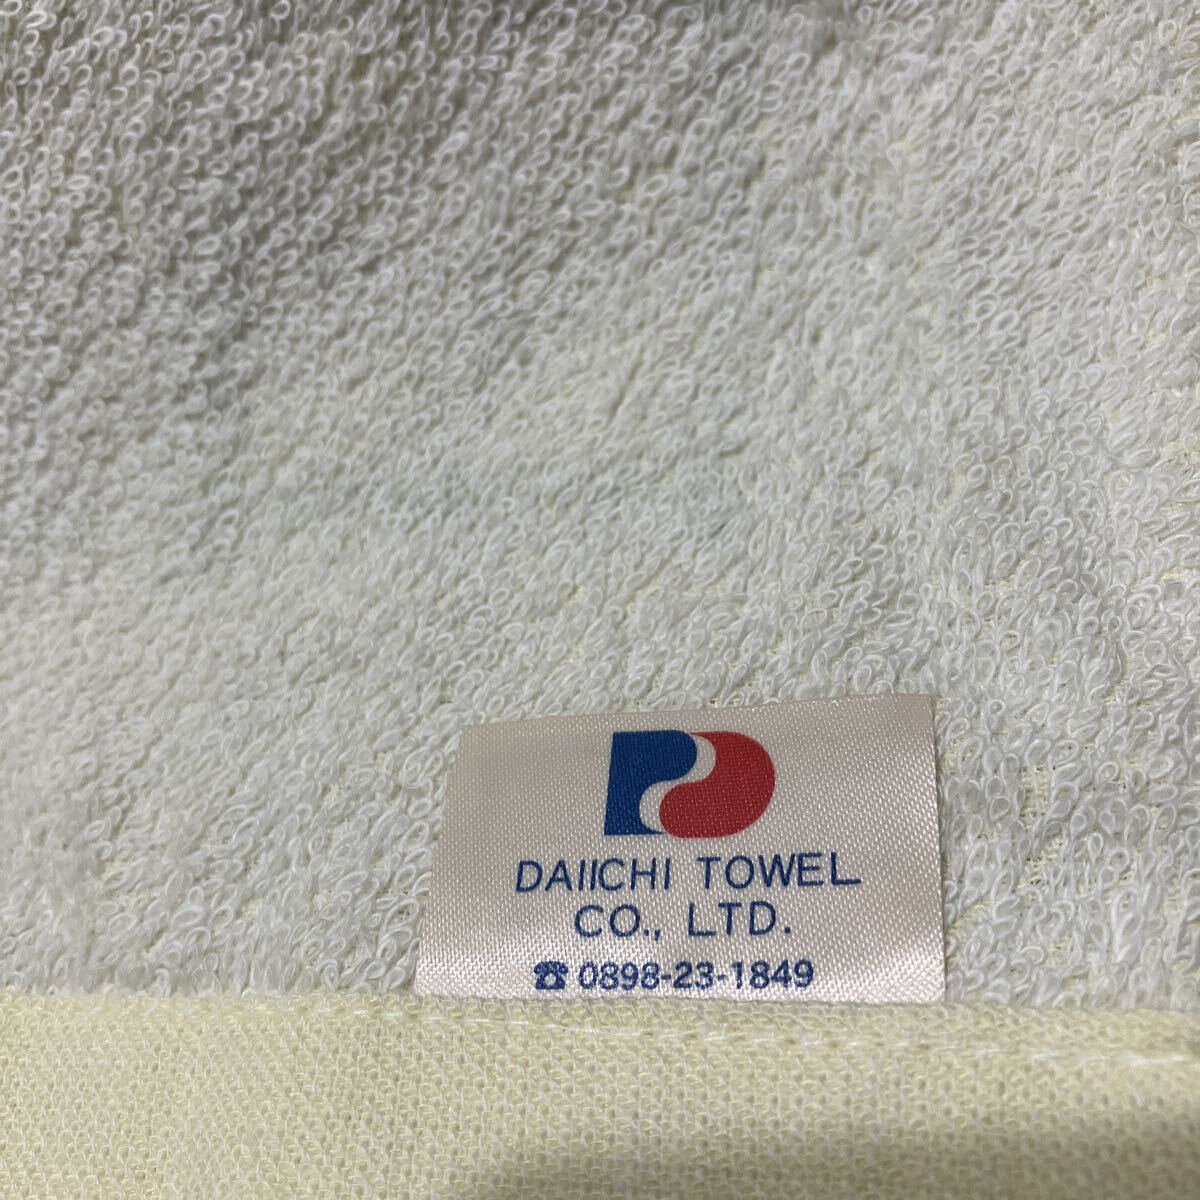 DAIICHI TOWEL
CO., LTD.
☎ 0898-23-1849